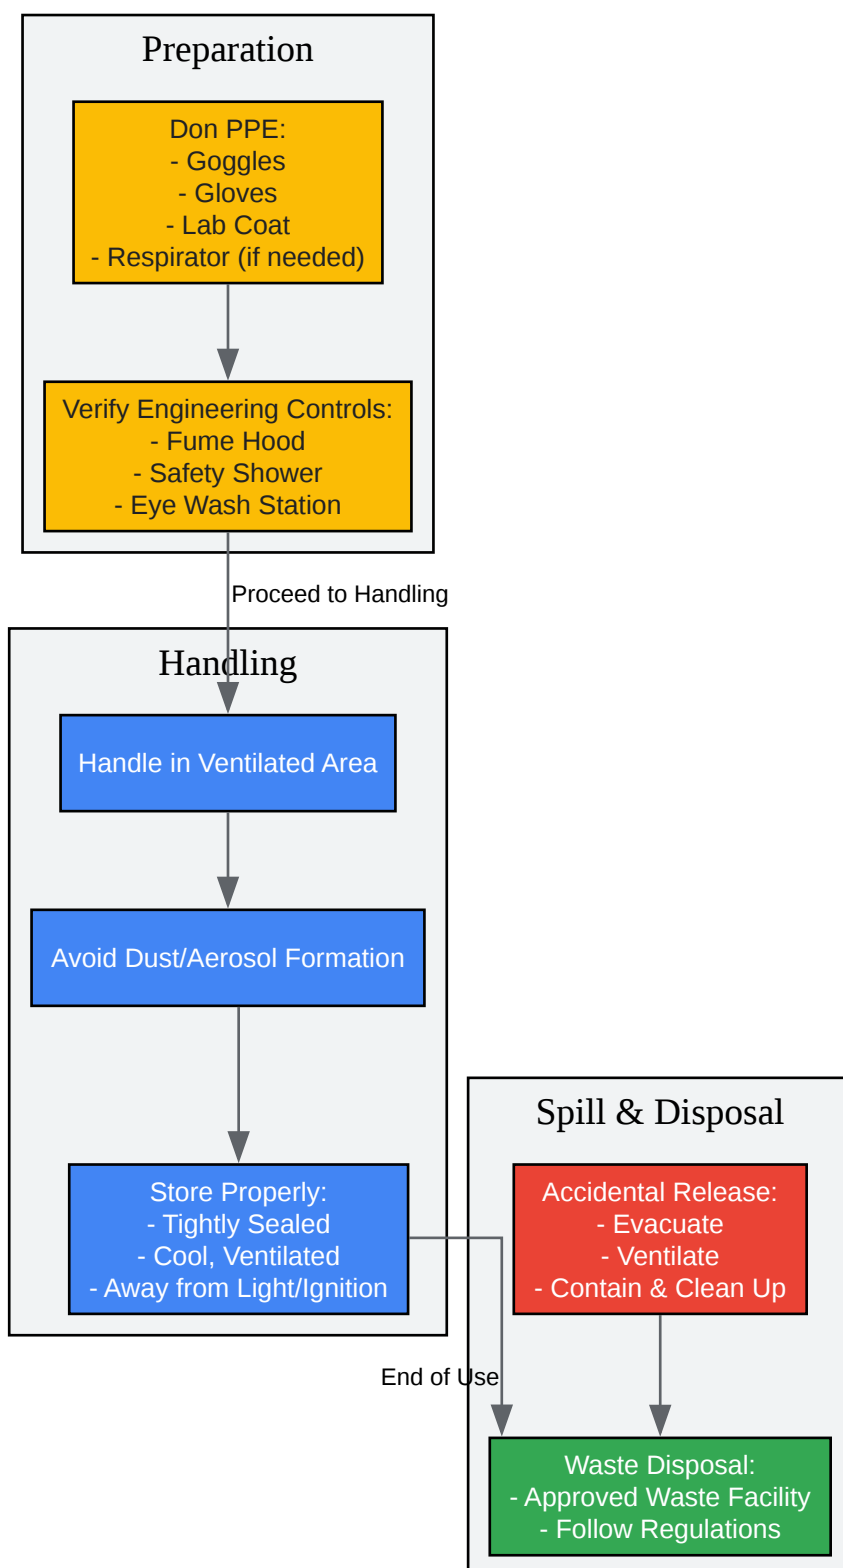 Preparation
Don PPE:
- Goggles
- Gloves
- Lab Coat
- Respirator (if needed)
Verify Engineering Controls:
- Fume Hood
- Safety Shower
- Eye Wash Station
Proceed to Handling
Handling
Handle in Ventilated Area
Avoid Dust/Aerosol Formation
Store Properly:
- Tightly Sealed
- Cool, Ventilated
- Away from Light/Ignition
Spill & Disposal
Accidental Release:
- Evacuate
- Ventilate
- Contain & Clean Up
End of Use
Waste Disposal:
- Approved Waste Facility
- Follow Regulations